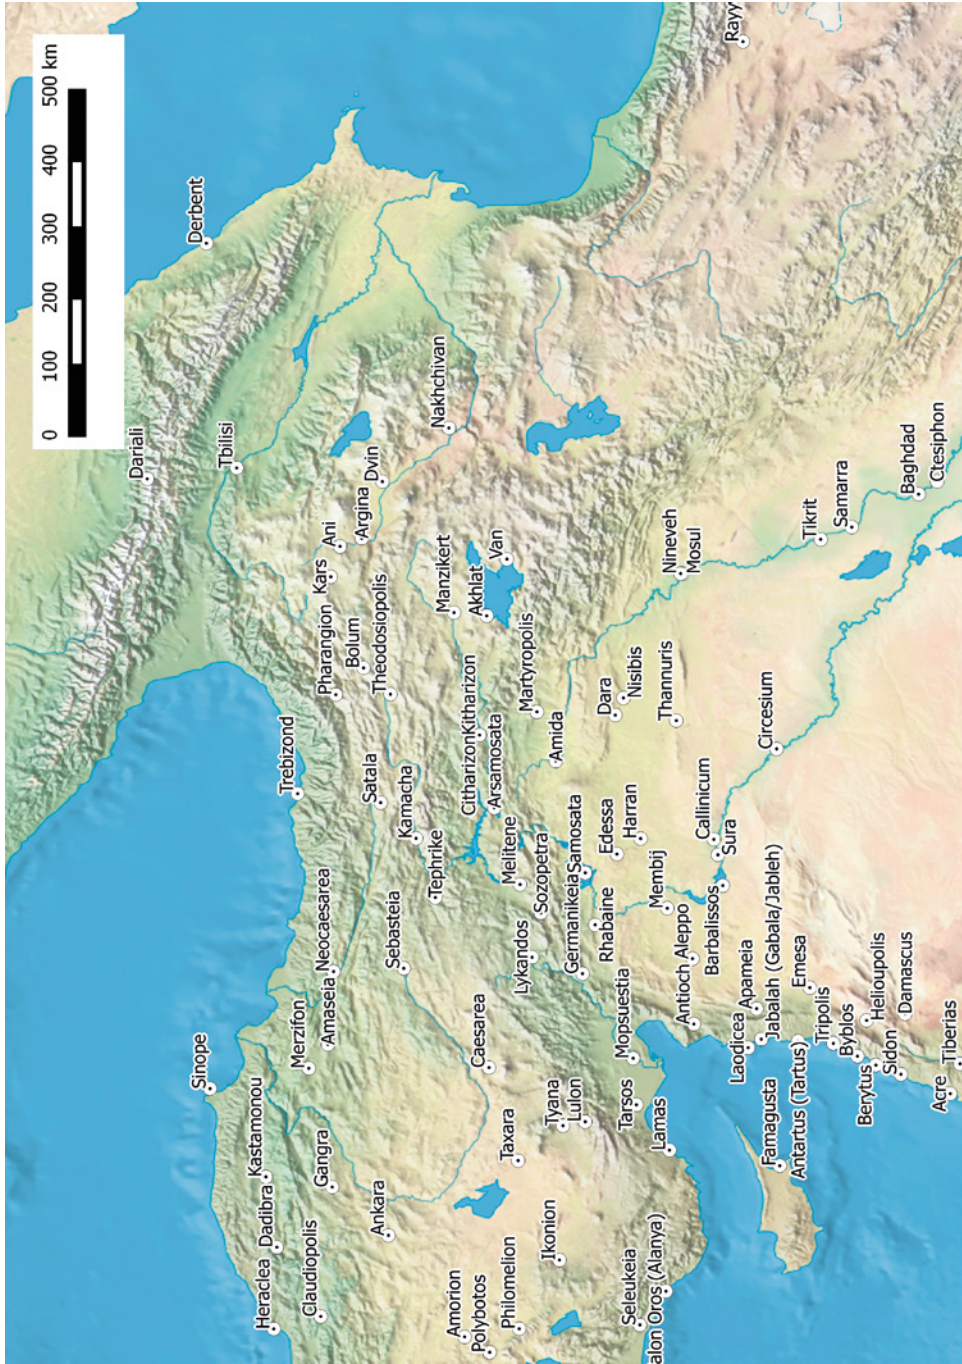 0 100 200 300 400 500 km
Rayy
Derbent
Dariali
Tbilisi
Sinope
Heraclea
Dadibra
Kastamonou
Claudiopolis
Gangra
Merzifon
Amaseia
Neocaesarea
Trebizond
Pharangion
Bolum
Theodosiopolis
Kars
Ani
Argina
Dvin
Nakhchivan
Ankara
Sebasteia
Satala
Kamacha
Tephrike
Manzikert
Akhlat
Van
Amorion
Polybotos
Philomelion
Taxara
Caesarea
Lykandos
Melitene
Sozopetra
Citharizon
Kitharizon
Arsamosata
Martyropolis
Amida
Ikonion
Tyana
Lulon
Germanikeia
Samosata
Rhabaine
Edessa
Harran
Dara
Nisibis
Thannuris
Nineveh
Mosul
Seleukeia
alon Oros (Alanya)
Lamas
Tarsos
Mopsuestia
Membij
Antioch
Aleppo
Barbalissos
Sura
Callinicum
Circesium
Tikrit
Samarra
Baghdad
Ctesiphon
Laodicea
Apameia
Jabalah (Gabala/Jableh)
Famagusta
Antartus (Tartus)
Emesa
Tripolis
Byblos
Berytus
Helioupolis
Sidon
Damascus
Acre
Tiberias